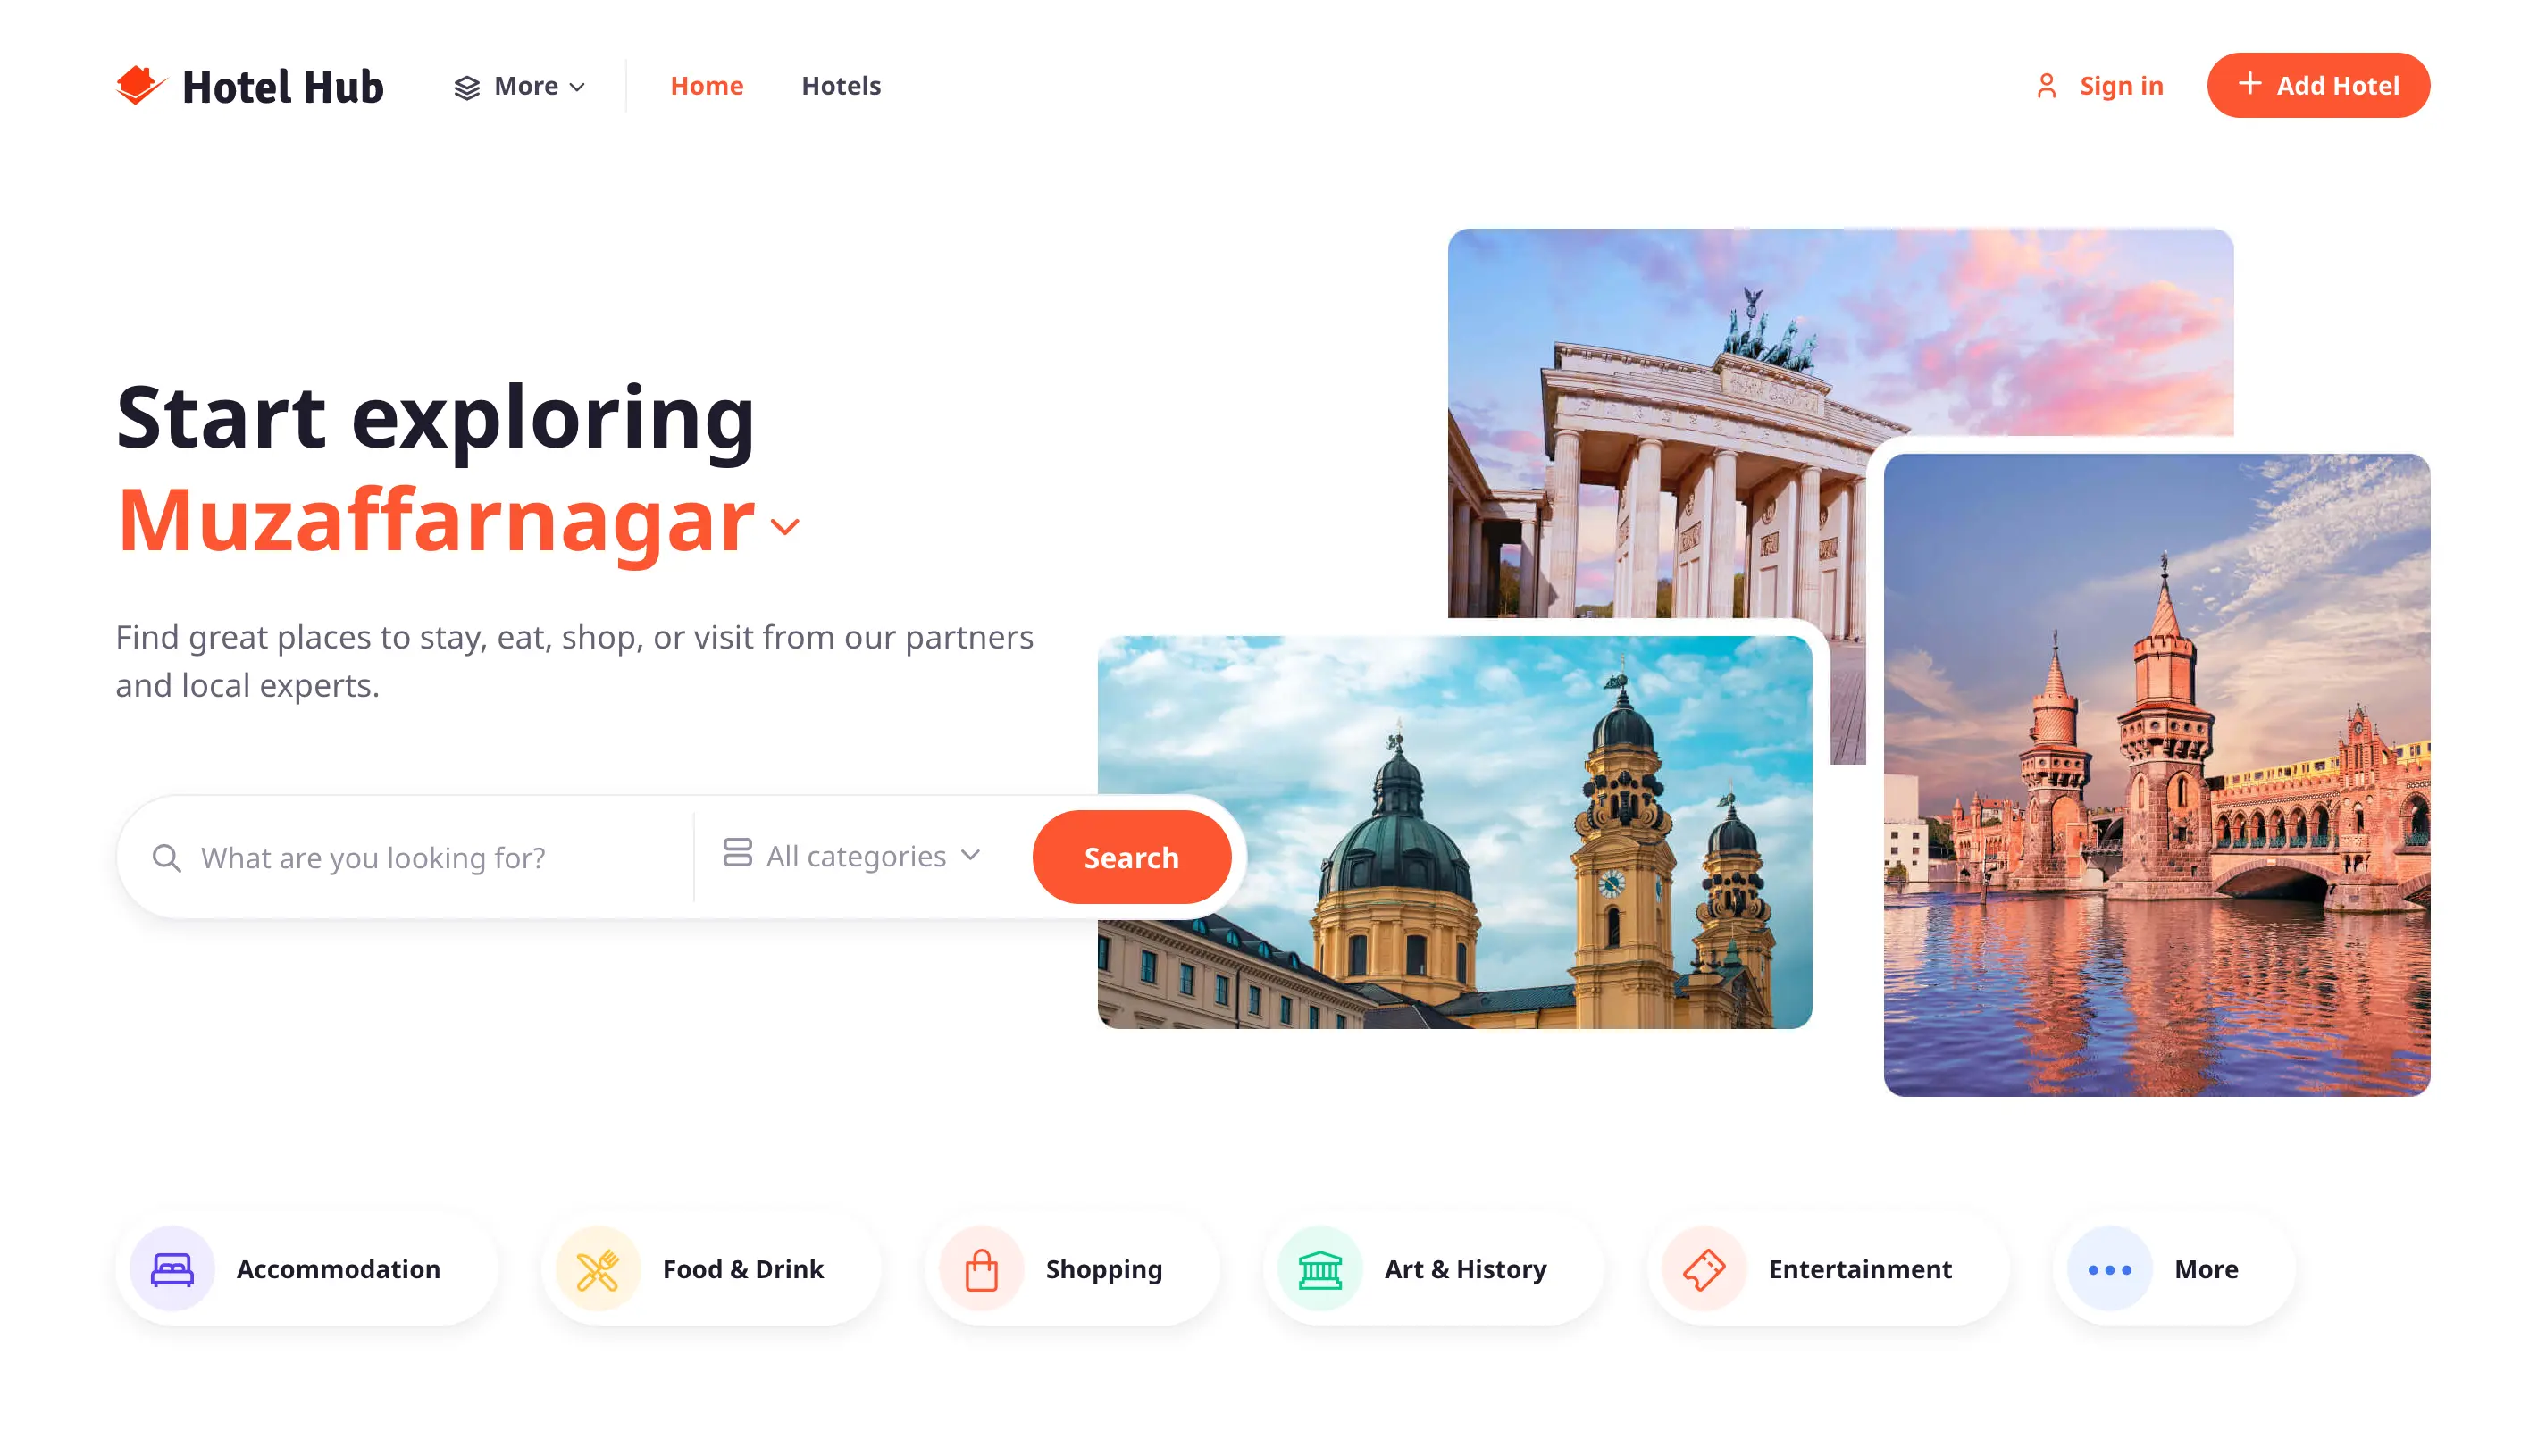 Hotel Hub
More
Home
Hotels
Sign in
Add Hotel
Start exploring
Muzaffarnagar
Find great places to stay, eat, shop, or visit from our partners
and local experts.
What are you looking for?
All categories
Search
Accommodation
Food & Drink
Shopping
Art & History
Entertainment
More